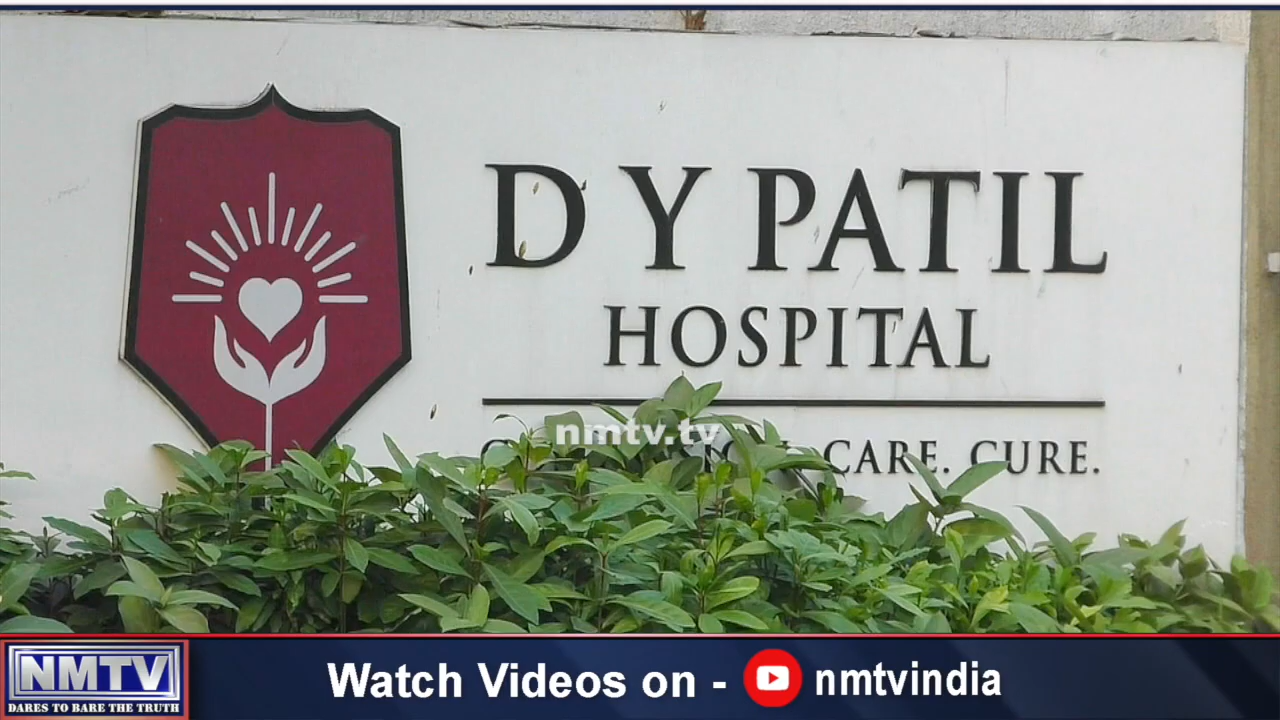 D Y PATIL
HOSPITAL
CARE. CURE.
nmtv.tv
NMTV
DARES TO BARE THE TRUTH
Watch Videos on - nmtvindia